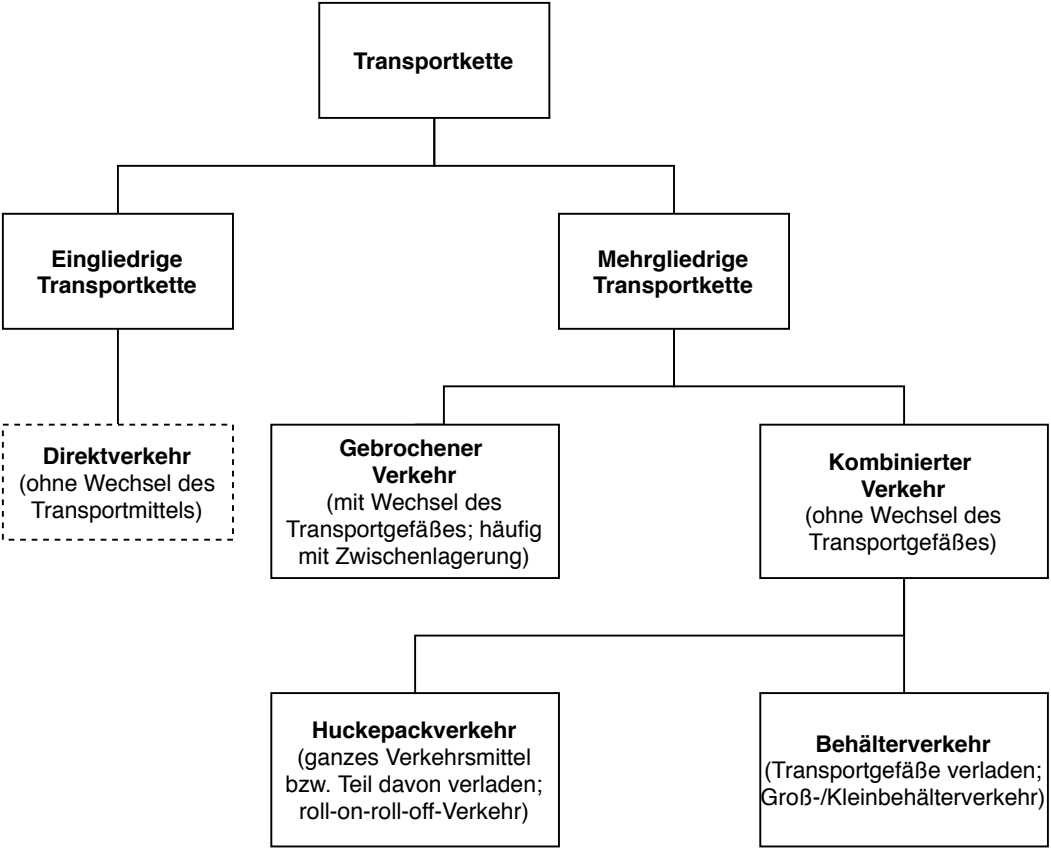 Transportkette
Eingliedrige
Transportkette
Mehrgliedrige
Transportkette
Direktverkehr
(ohne Wechsel des
Transportmittels)
Gebrochener
Verkehr
(mit Wechsel des
Transportgefäßes; häufig
mit Zwischenlagerung)
Kombinierter
Verkehr
(ohne Wechsel des
Transportgefäßes)
Huckepackverkehr
(ganzes Verkehrsmittel
bzw. Teil davon verladen;
roll-on-roll-off-Verkehr)
Behälterverkehr
(Transportgefäße verladen;
Groß-/Kleinbehälterverkehr)